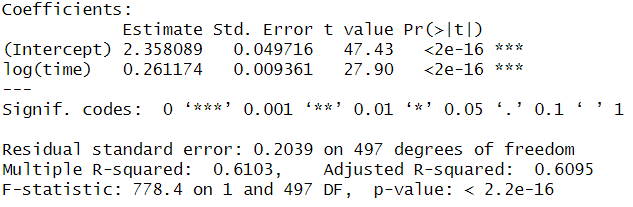 Coefficients:
            Estimate Std. Error t value Pr(>|t|)
(Intercept) 2.358089   0.049716   47.43   <2e-16 ***
log(time)   0.261174   0.009361   27.90   <2e-16 ***
---
Signif. codes:  0 ‘***’ 0.001 ‘**’ 0.01 ‘*’ 0.05 ‘.’ 0.1 ‘ ’ 1
Residual standard error: 0.2039 on 497 degrees of freedom
Multiple R-squared:  0.6103,    Adjusted R-squared:  0.6095
F-statistic: 778.4 on 1 and 497 DF,  p-value: < 2.2e-16